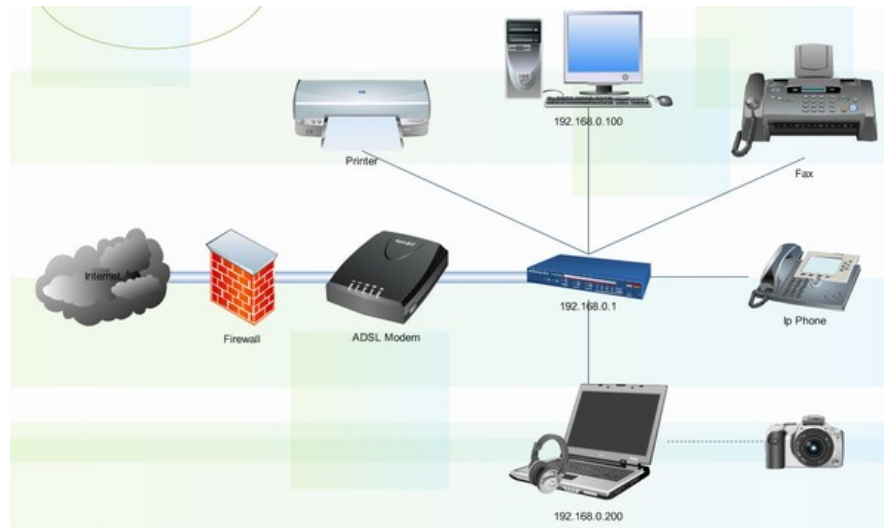 192.168.0.100
Printer
Fax
Internet
Firewall
ADSL Modem
192.168.0.1
Ip Phone
192.168.0.200